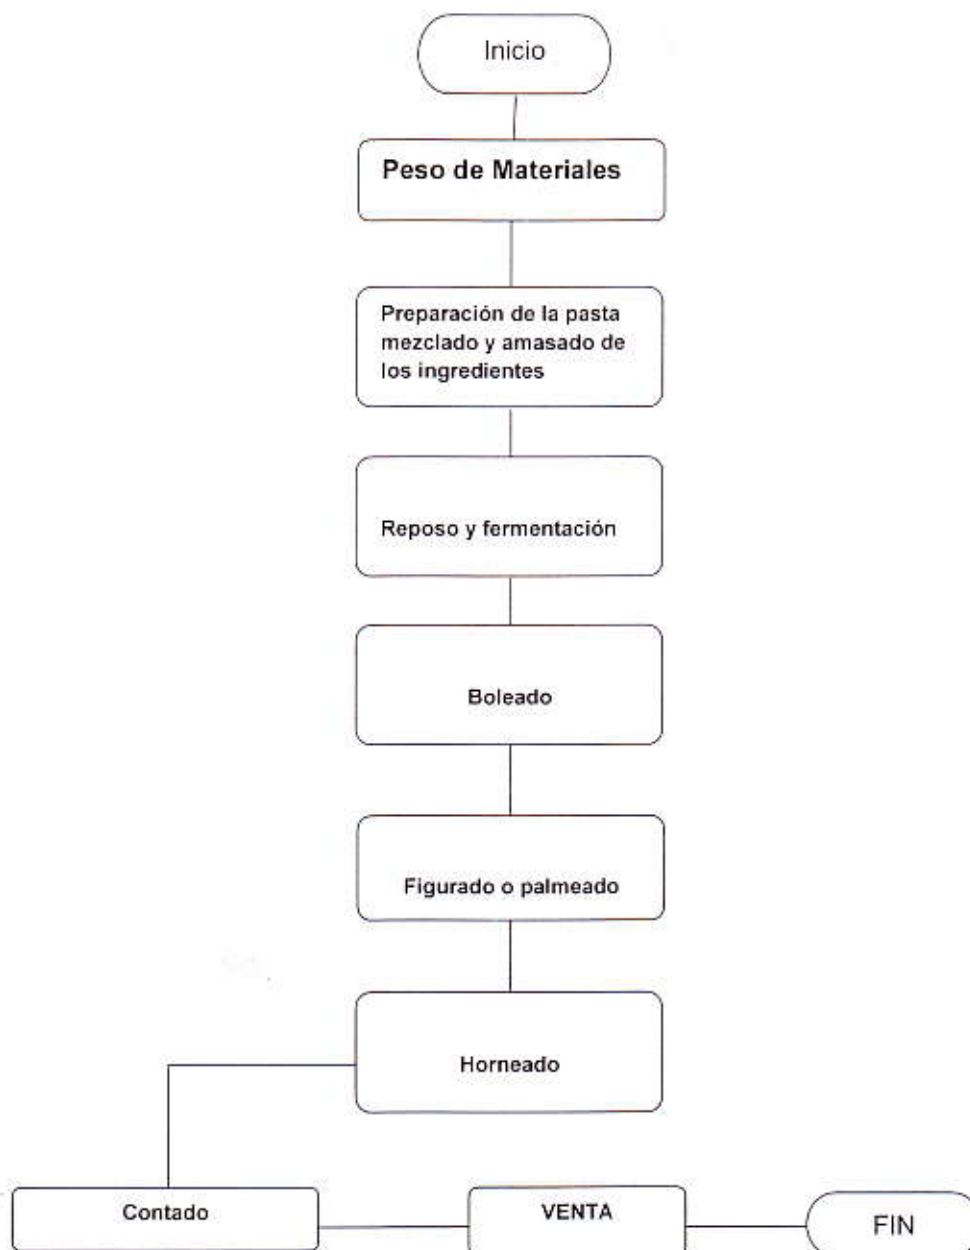 Inicio
Peso de Materiales
Preparación de la pasta
mezclado y amasado de
los ingredientes
Reposo y fermentación
Boleado
Figurado o palmeado
Horneado
Contado
VENTA
FIN